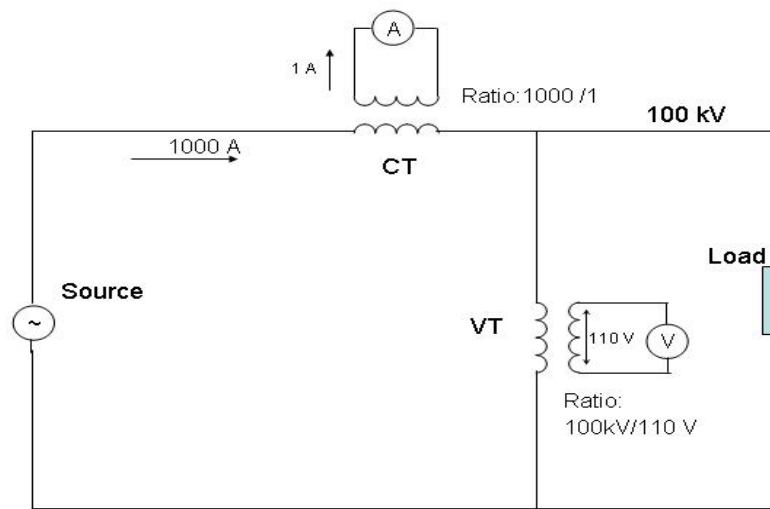 A
1 A
Ratio:1000 /1
100 kV
1000 A
CT
Load
Source
~
VT
110 V
V
Ratio:
100kV/110 V